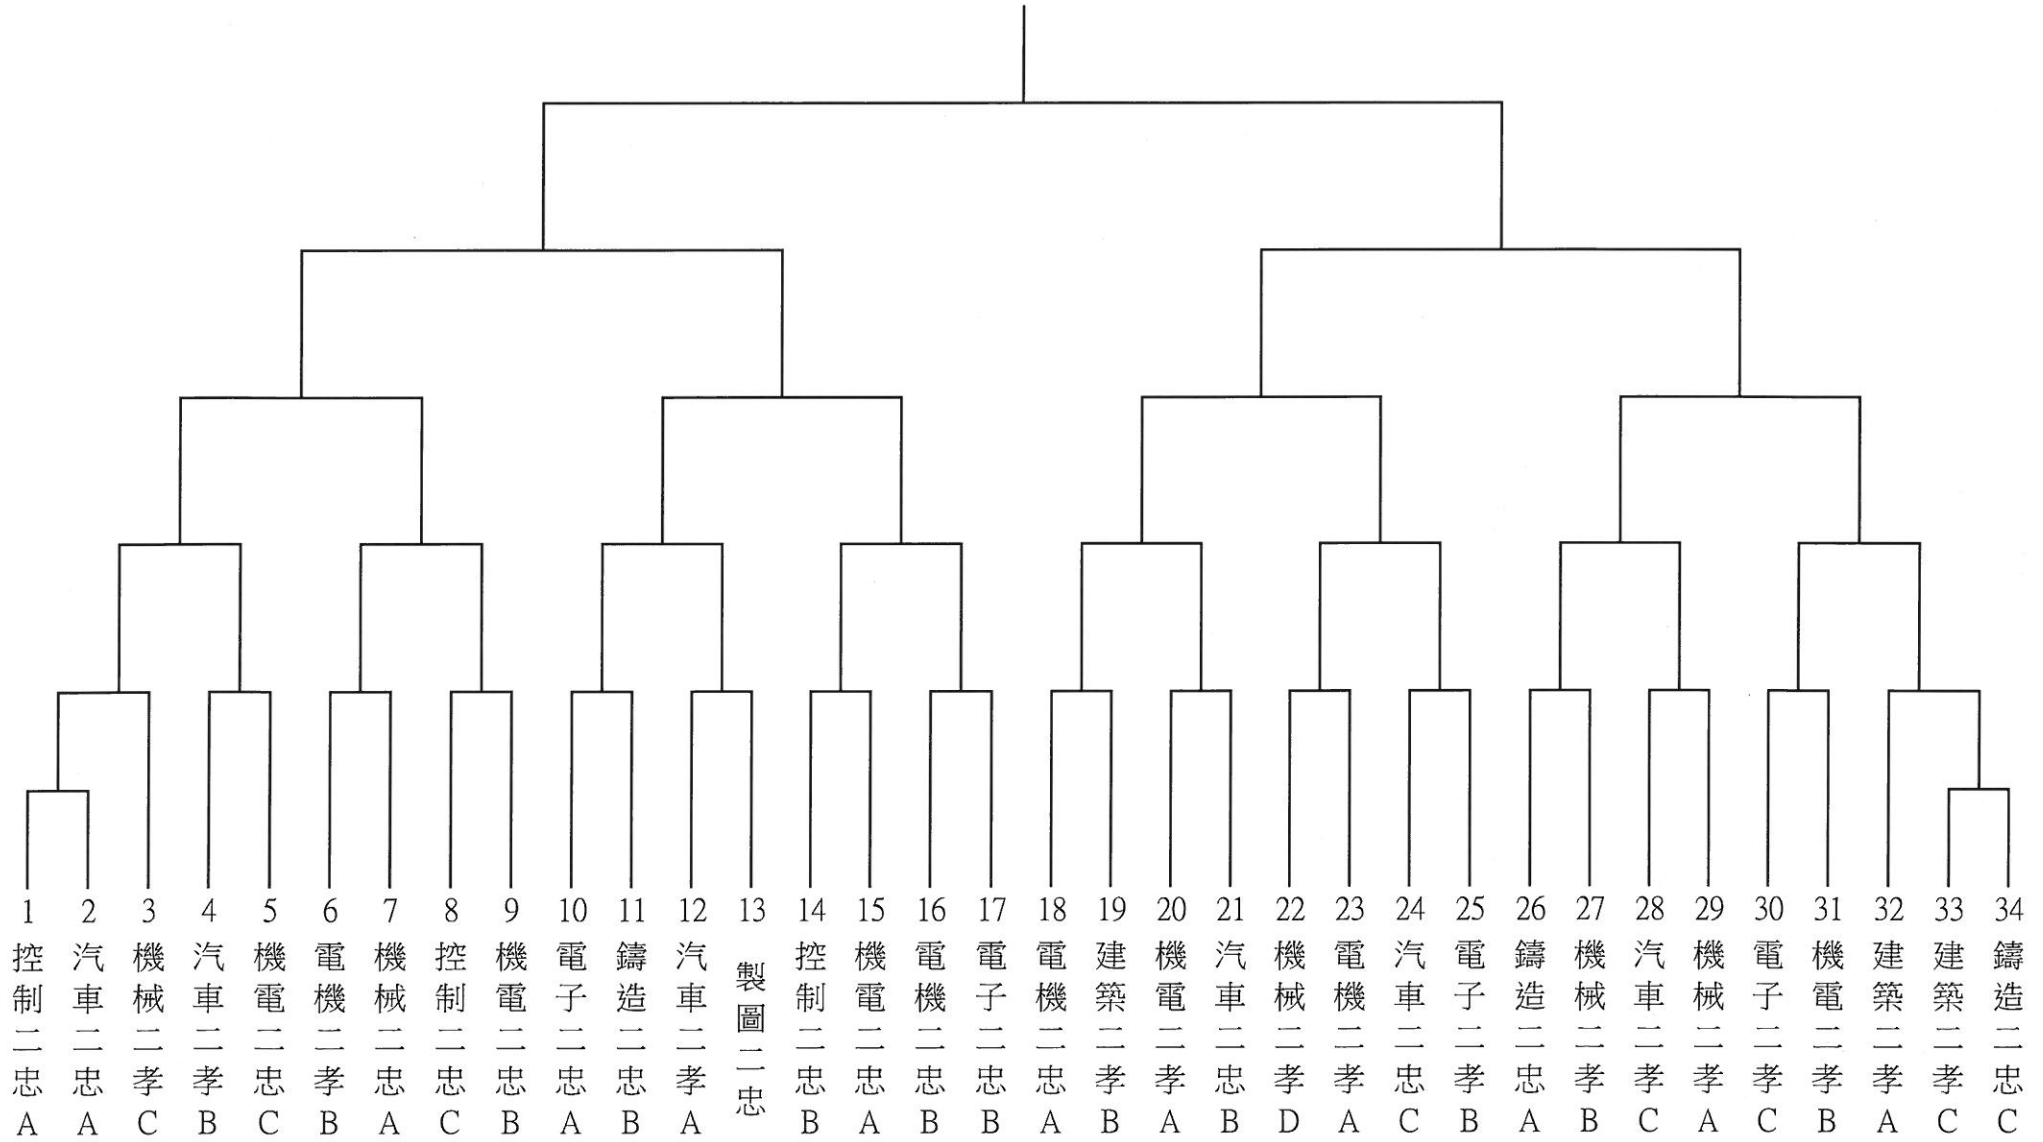 1 控制二忠A
2 汽車二忠A
3 機械二孝C
4 汽車二孝B
5 機電二忠C
6 電機二孝B
7 機械二忠A
8 控制二忠C
9 機電二忠B
10 電子二忠A
11 鑄造二忠B
12 汽車二孝A
13 製圖二忠
14 控制二忠B
15 機電二忠A
16 電機二忠B
17 電子二忠B
18 電機二忠A
19 建築二孝B
20 機電二孝A
21 汽車二忠B
22 機械二孝D
23 電機二孝A
24 汽車二忠C
25 電子二孝B
26 鑄造二忠A
27 機械二孝B
28 汽車二孝C
29 機械二孝A
30 電子二孝C
31 機電二孝B
32 建築二孝A
33 建築二孝C
34 鑄造二忠C